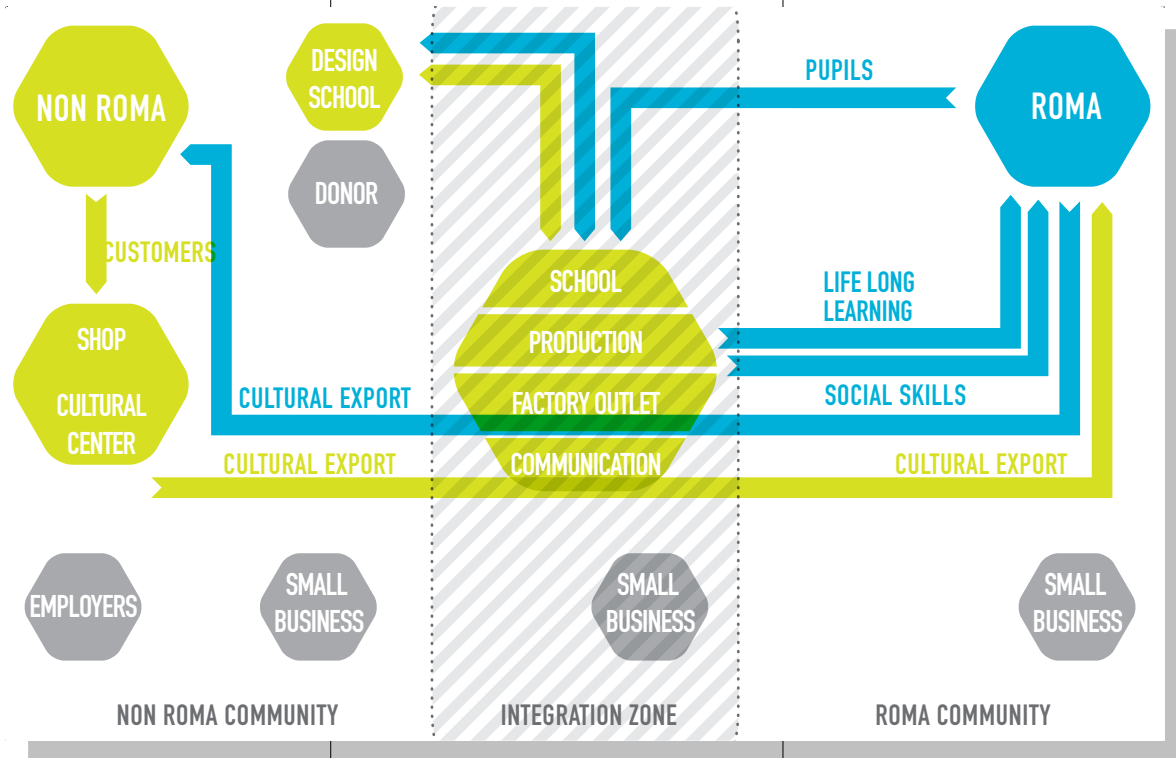 NON ROMA
DESIGN
SCHOOL
DONOR
PUPILS
ROMA
CUSTOMERS
SHOP
CULTURAL
CENTER
SCHOOL
PRODUCTION
FACTORY OUTLET
COMMUNICATION
LIFE LONG
LEARNING
SOCIAL SKILLS
CULTURAL EXPORT
CULTURAL EXPORT
CULTURAL EXPORT
EMPLOYERS
SMALL
BUSINESS
SMALL
BUSINESS
SMALL
BUSINESS
NON ROMA COMMUNITY
INTEGRATION ZONE
ROMA COMMUNITY